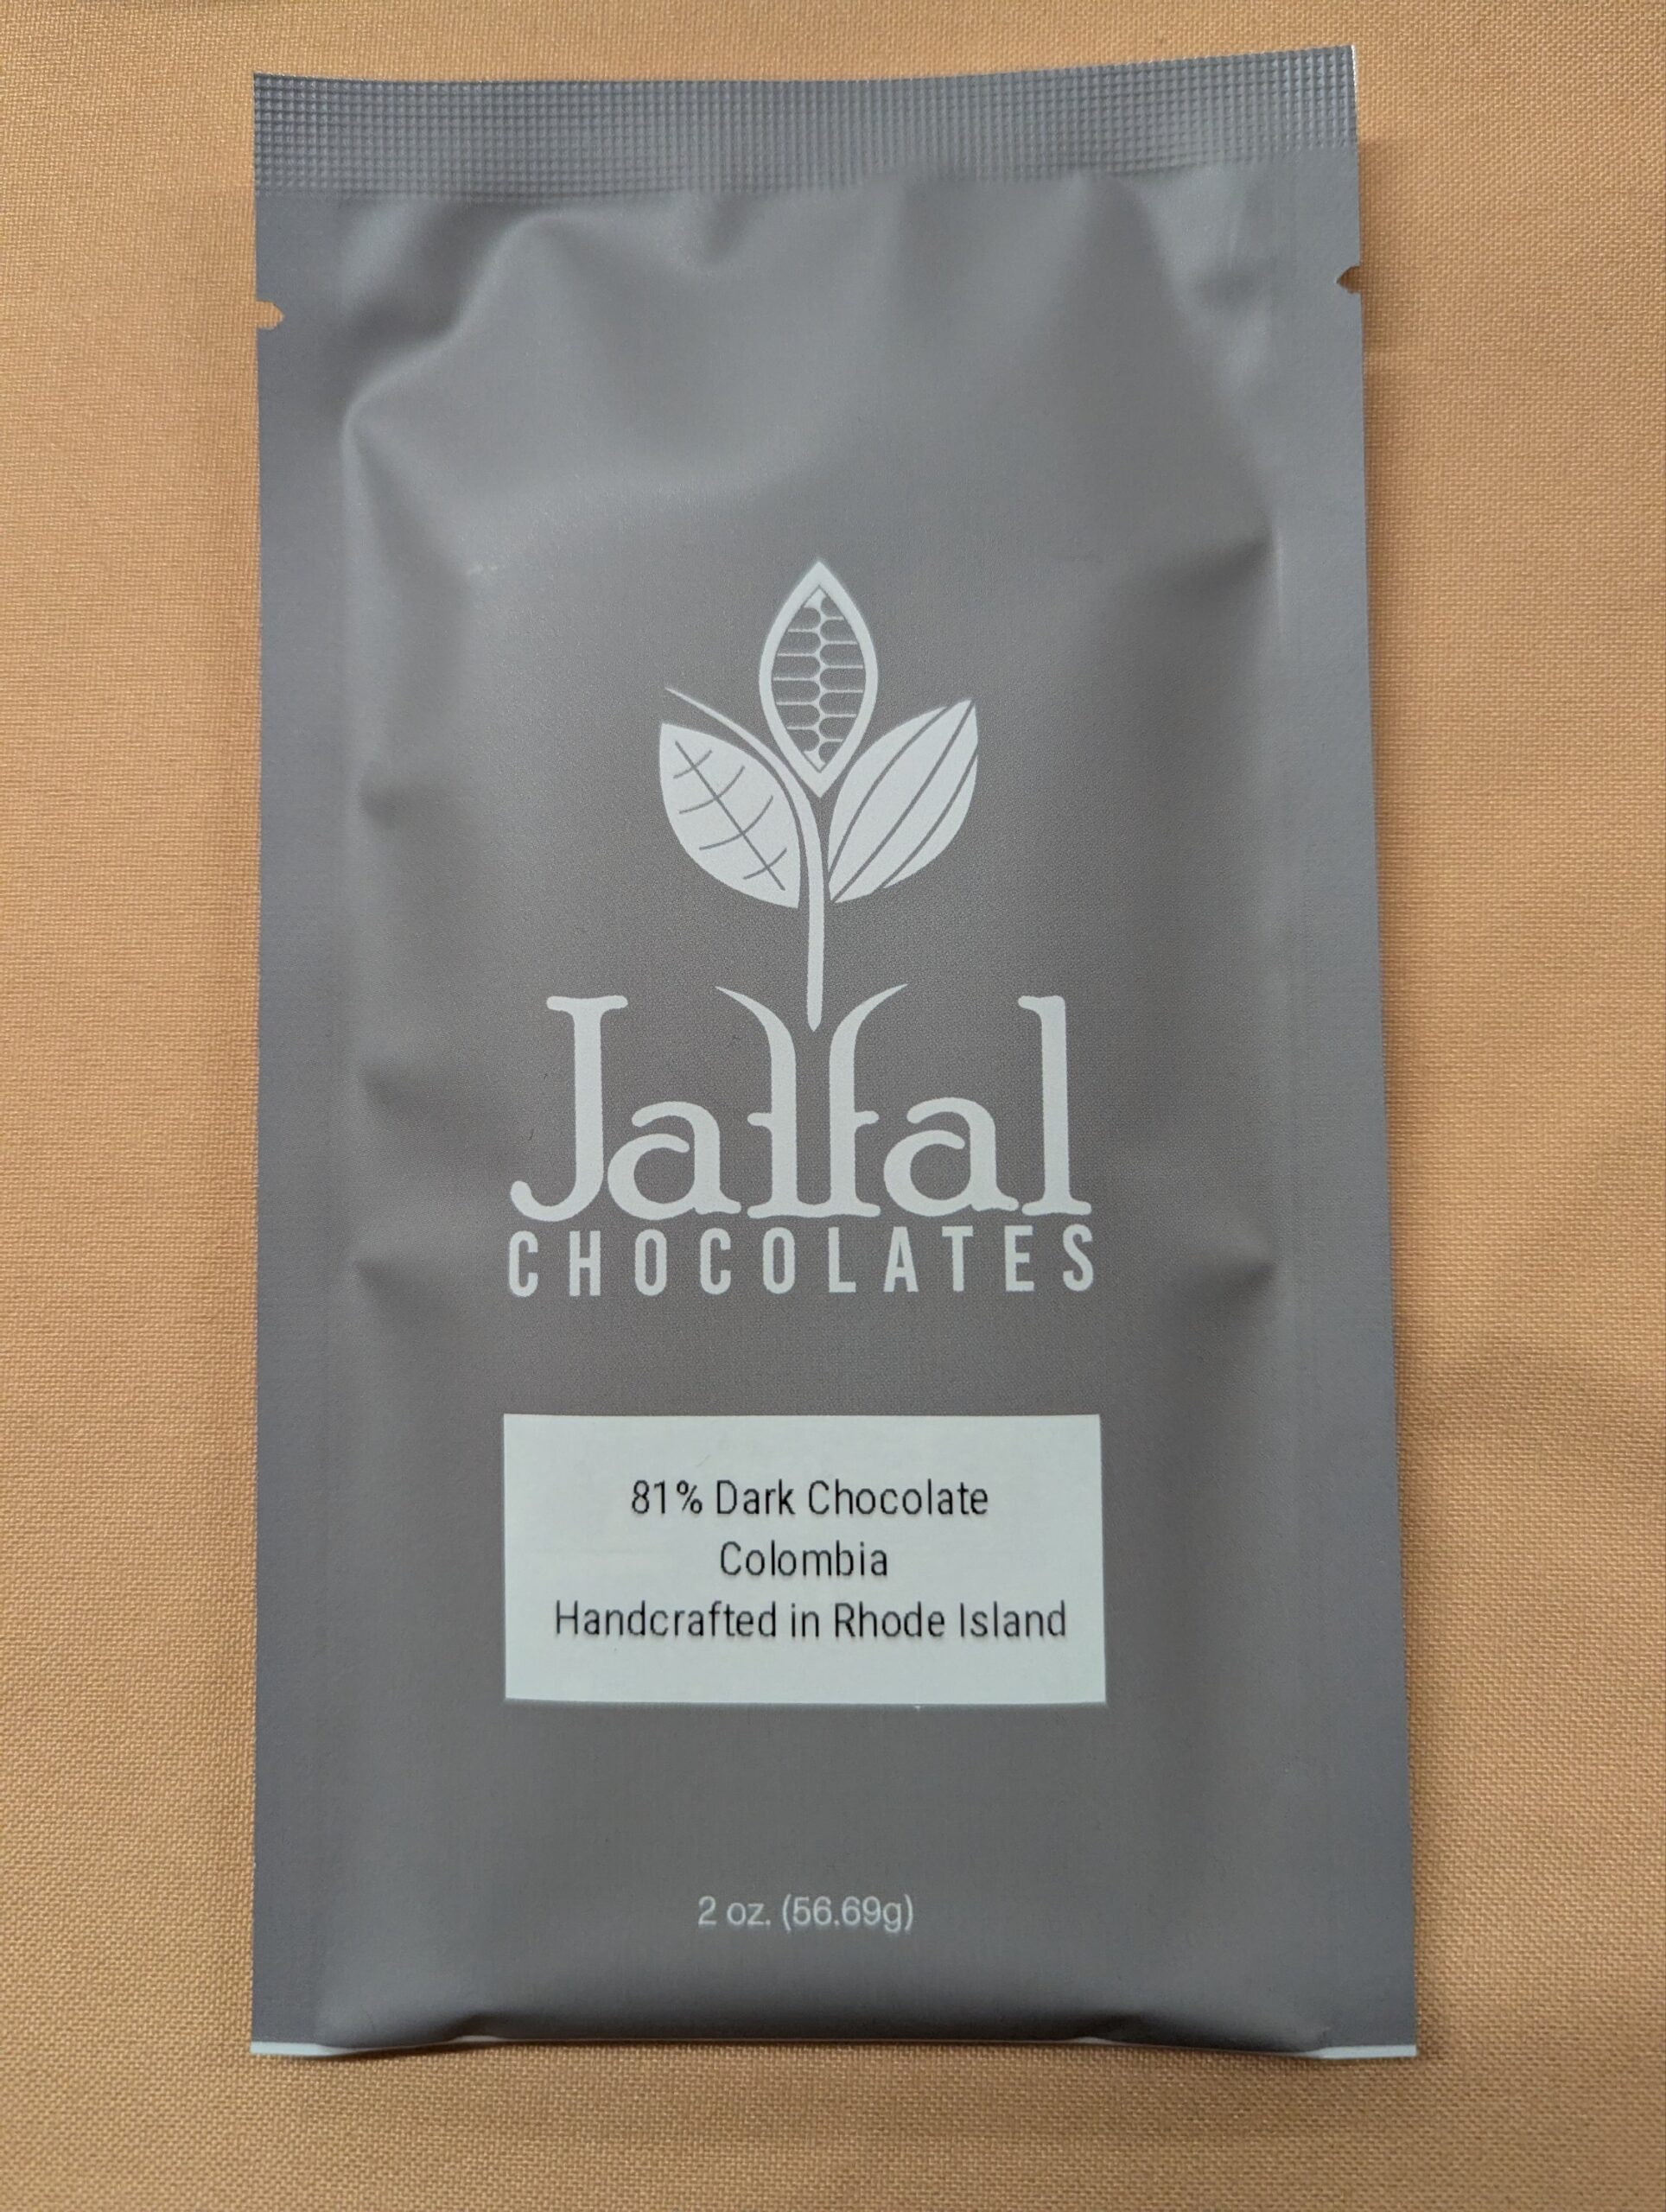 Jaffal
CHOCOLATES
81% Dark Chocolate
Colombia
Handcrafted in Rhode Island
2 oz. (56.69g)